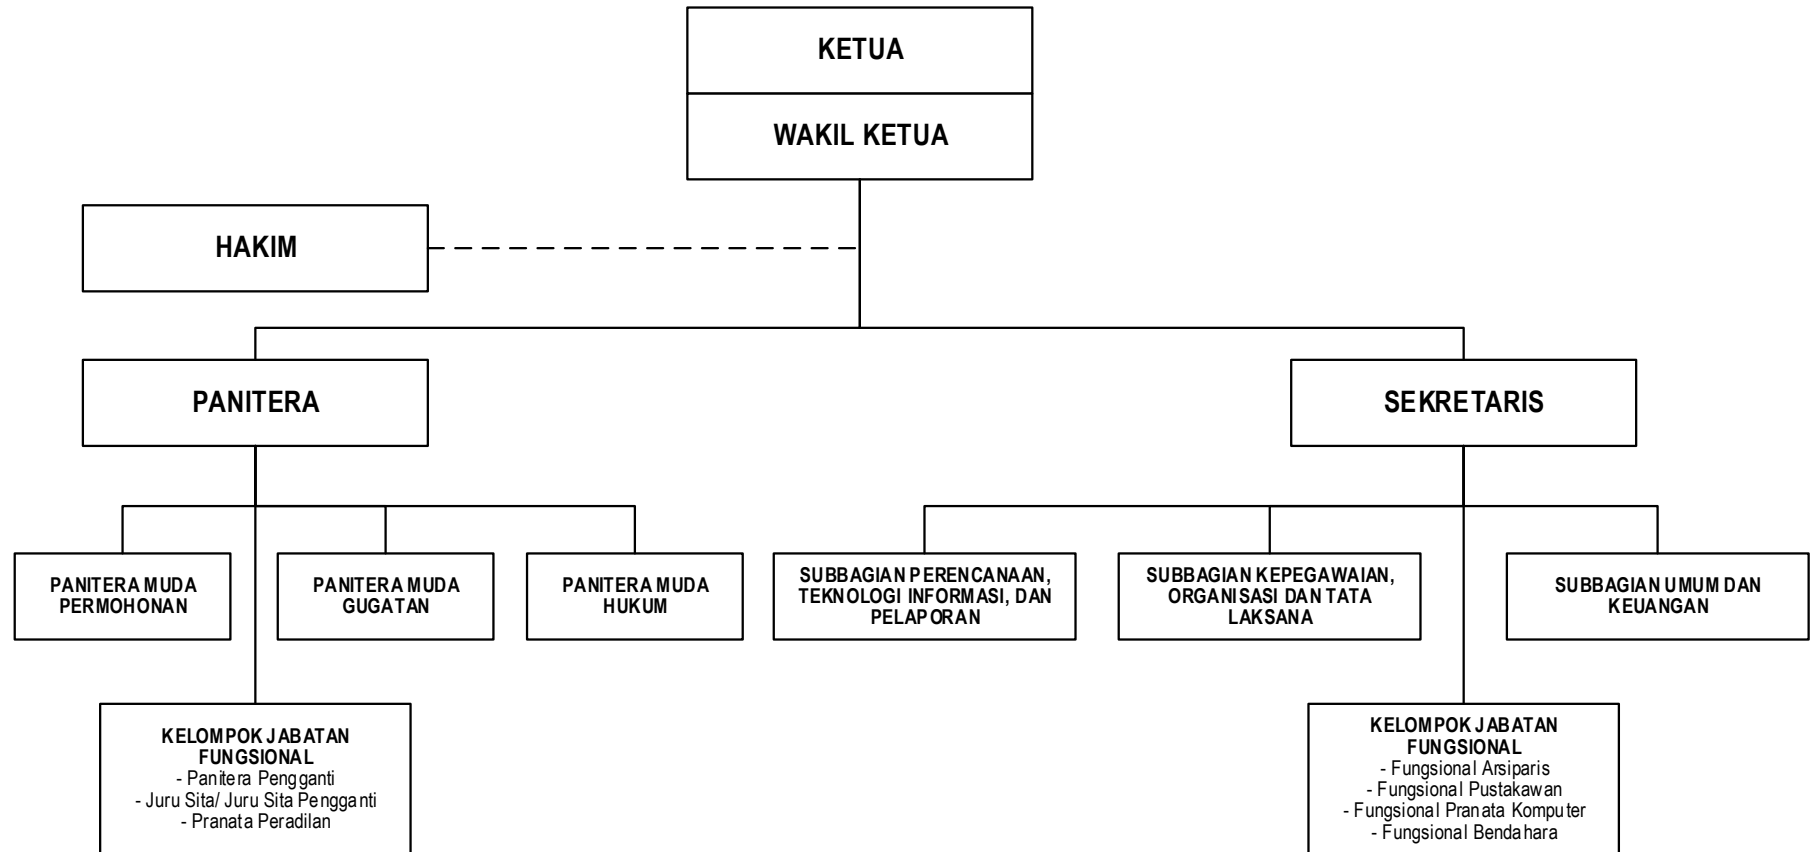 KETUA
WAKIL KETUA
HAKIM
PANITERA
SEKRETARIS
PANITERA MUDA
PERMOHONAN
PANITERA MUDA
GUGATAN
PANITERA MUDA
HUKUM
SUBBAGIAN PERENCANAAN,
TEKNOLOGI INFORMASI, DAN
PELAPORAN
SUBBAGIAN KEPEGAWAIAN,
ORGANISASI DAN TATA
LAKSANA
SUBBAGIAN UMUM DAN
KEUANGAN
KELOMPOK JABATAN
FUNGSIONAL
- Panitera Pengganti
- Juru Sita/ Juru Sita Pengganti
- Pranata Peradilan
KELOMPOK JABATAN
FUNGSIONAL
- Fungsional Arsiparis
- Fungsional Pustakawan
- Fungsional Pranata Komputer
- Fungsional Bendahara